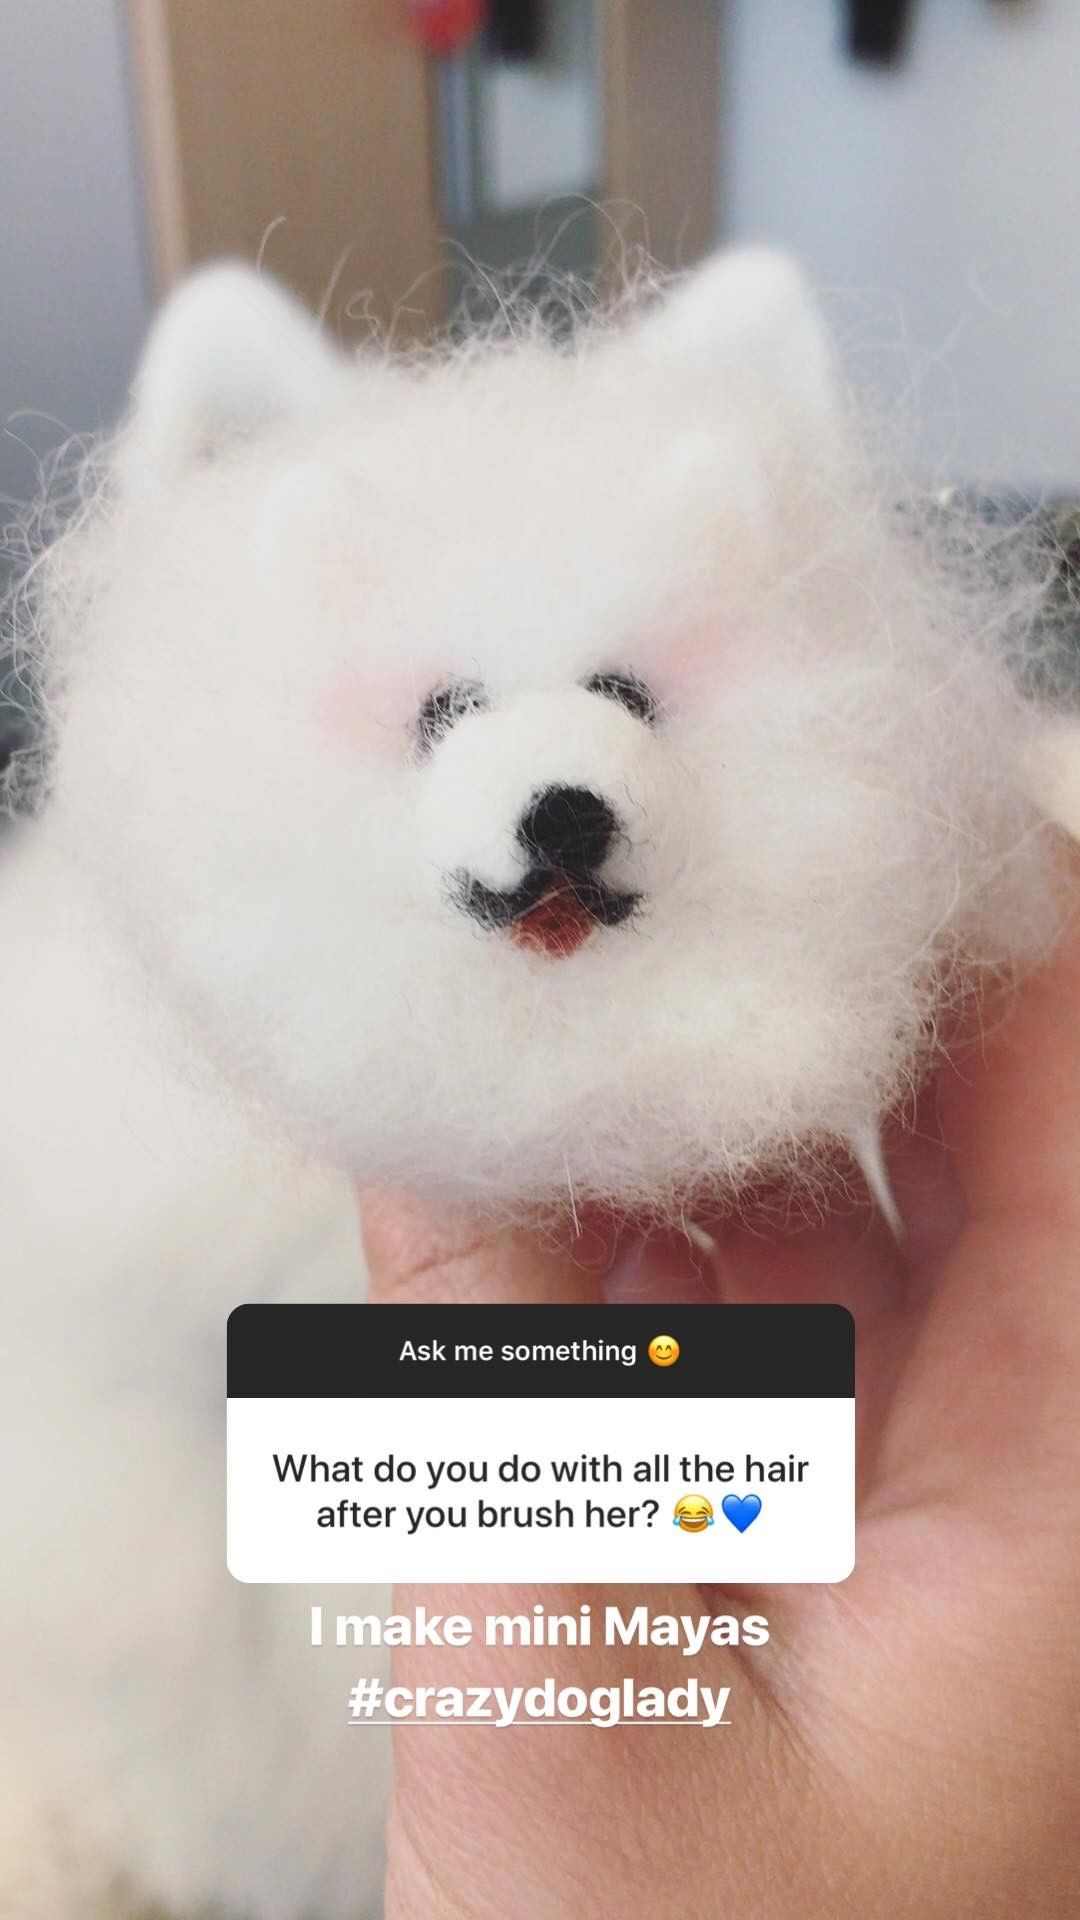 Ask me something 😊
What do you do with all the hair
after you brush her? 😂💙
I make mini Mayas
#crazydoglady